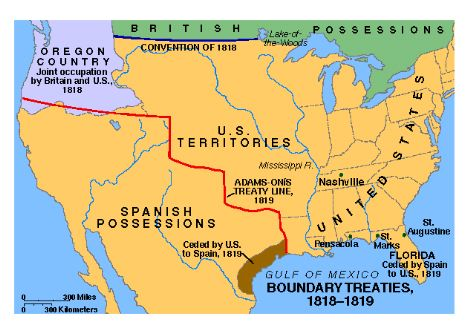 BRITISH POSSESSIONS
Lake-of-
the-Woods
CONVENTION OF 1818
OREGON
COUNTRY
Joint occupation
by Britain and U.S.,
1818
U.S.
TERRITORIES
UNITED STATES
Mississippi R.
Nashville
ADAMS-ONÍS
TREATY LINE,
1819
SPANISH
POSSESSIONS
Ceded by U.S.
to Spain, 1819
Pensacola
St.
Marks
St.
Augustine
FLORIDA
Ceded by Spain
to U.S., 1819
GULF OF MEXICO
BOUNDARY TREATIES,
1818–1819
0 300 Miles
0 300 Kilometers